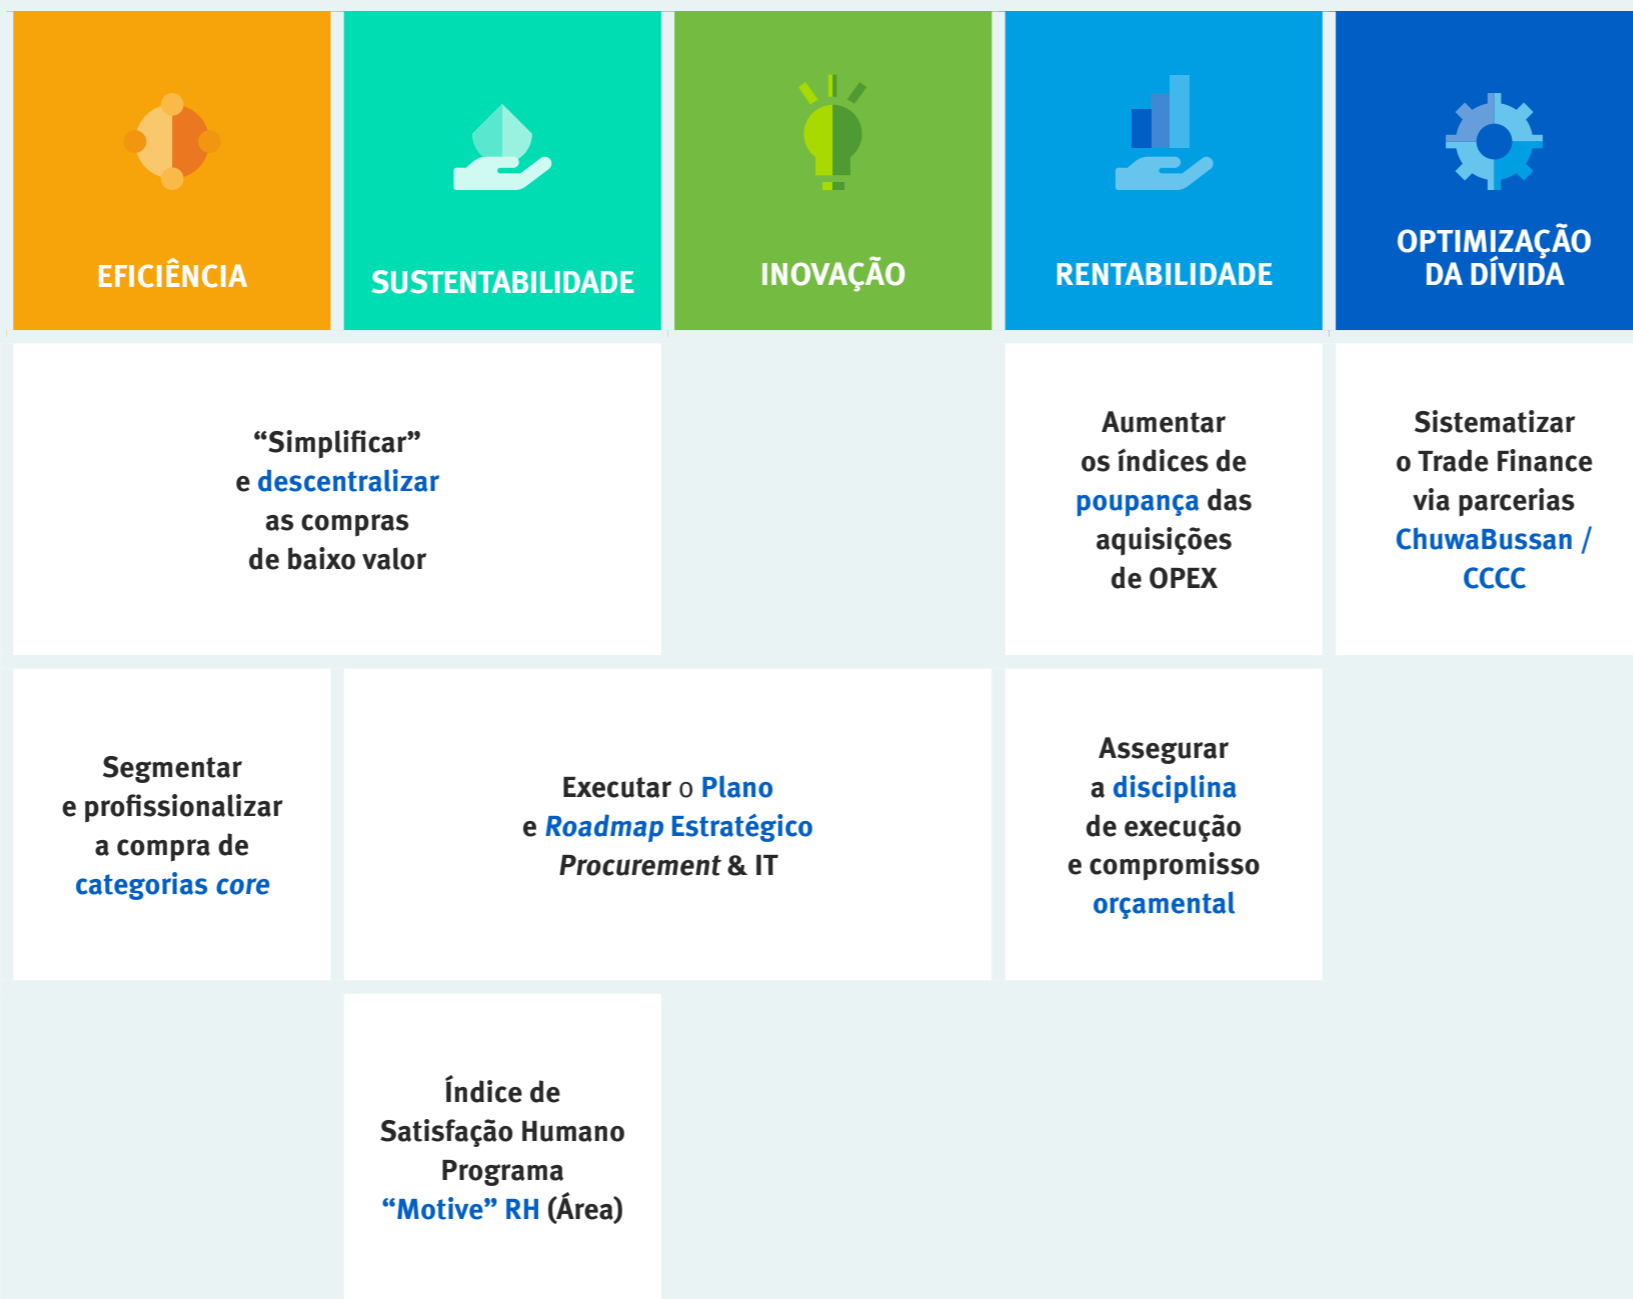 EFICIÊNCIA
SUSTENTABILIDADE
INOVAÇÃO
RENTABILIDADE
OPTIMIZAÇÃO
DA DÍVIDA
“Simplificar”
e descentralizar
as compras
de baixo valor
Aumentar
os índices de
poupança das
aquisições
de OPEX
Sistematizar
o Trade Finance
via parcerias
ChuwaBussan /
CCCC
Segmentar
e profissionalizar
a compra de
categorias core
Executar o Plano
e Roadmap Estratégico
Procurement & IT
Assegurar
a disciplina
de execução
e compromisso
orçamental
Índice de
Satisfação Humano
Programa
“Motive” RH (Área)